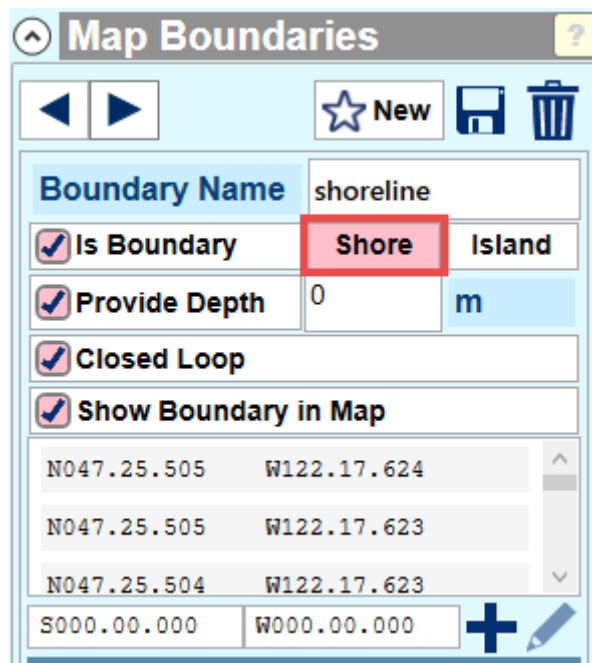 Map Boundaries ?
New
Boundary Name shoreline
Is Boundary Shore Island
Provide Depth 0 m
Closed Loop
Show Boundary in Map
N047.25.505 W122.17.624
N047.25.505 W122.17.623
N047.25.504 W122.17.623
S000.00.000 W000.00.000